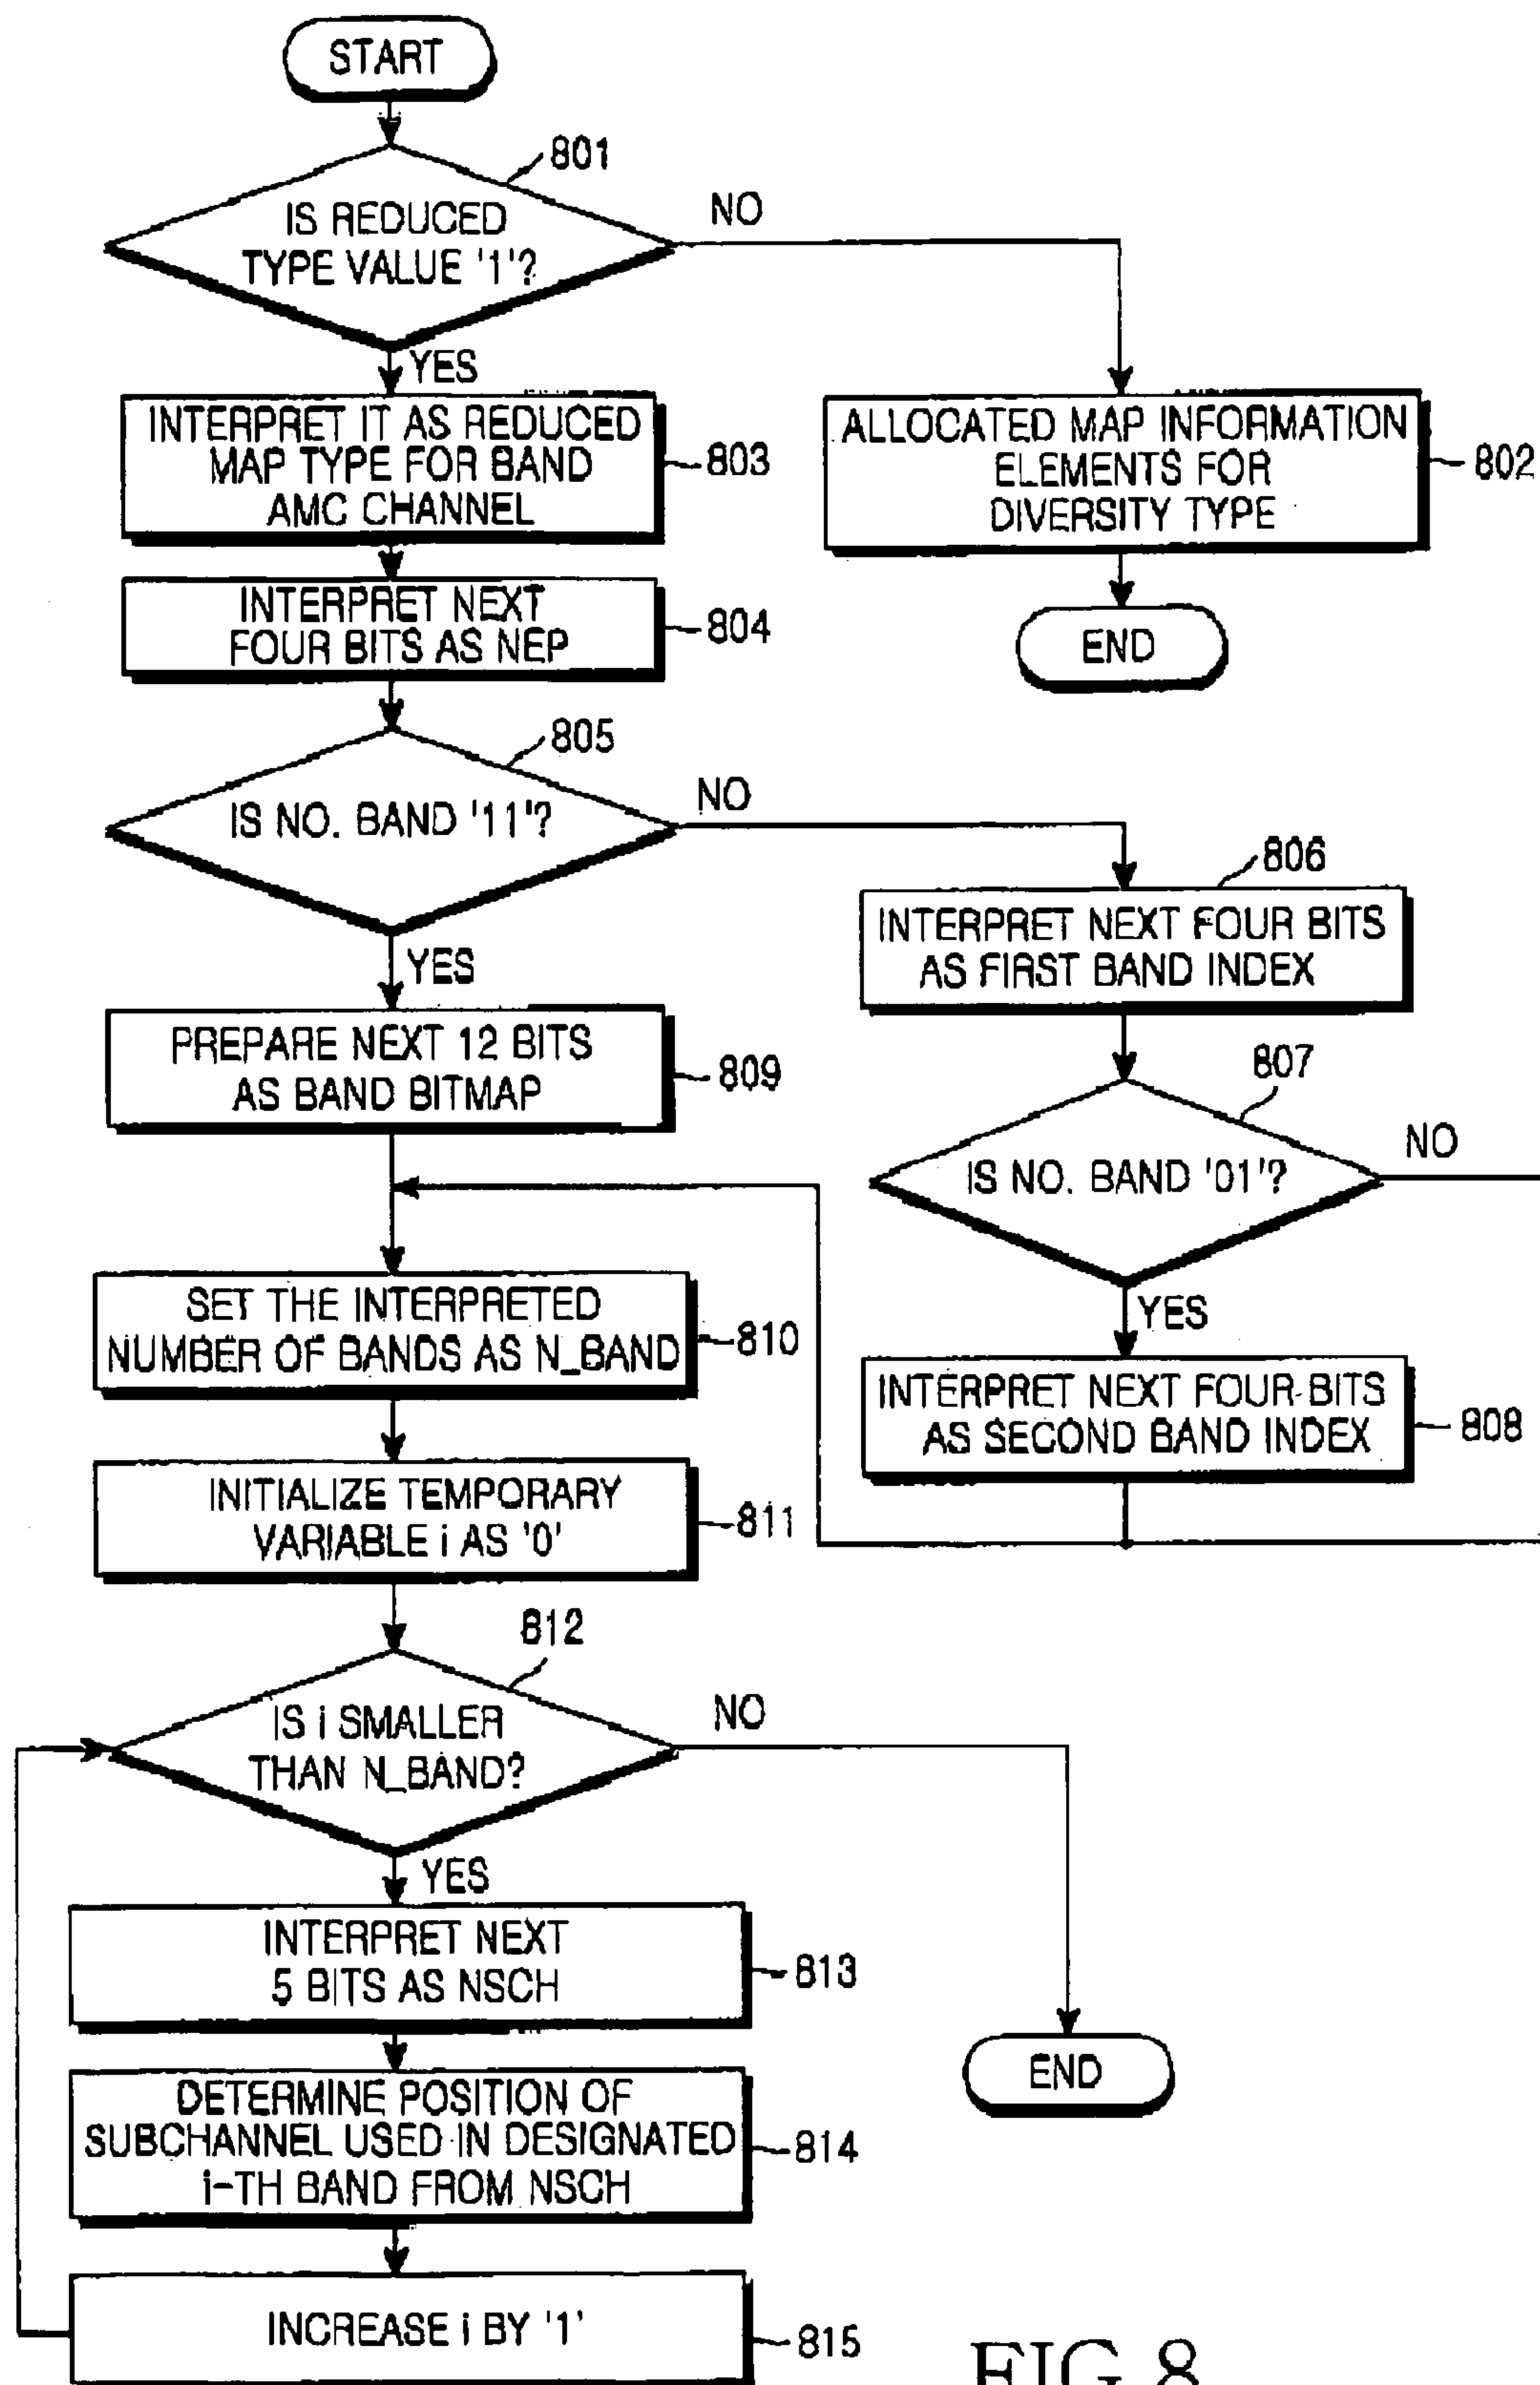 START
801
IS REDUCED
TYPE VALUE '1'?
NO
YES
INTERPRET IT AS REDUCED
MAP TYPE FOR BAND
AMC CHANNEL
803
ALLOCATED MAP INFORMATION
ELEMENTS FOR
DIVERSITY TYPE
802
END
INTERPRET NEXT
FOUR BITS AS NEP
804
805
IS NO. BAND '11'?
NO
YES
806
INTERPRET NEXT FOUR BITS
AS FIRST BAND INDEX
807
IS NO. BAND '01'?
NO
YES
INTERPRET NEXT FOUR BITS
AS SECOND BAND INDEX
808
PREPARE NEXT 12 BITS
AS BAND BITMAP
809
SET THE INTERPRETED
NUMBER OF BANDS AS N_BAND
810
INITIALIZE TEMPORARY
VARIABLE i AS '0'
811
812
IS i SMALLER
THAN N_BAND?
NO
YES
INTERPRET NEXT
5 BITS AS NSCH
813
DETERMINE POSITION OF
SUBCHANNEL USED IN DESIGNATED
i-TH BAND FROM NSCH
814
INCREASE i BY '1'
815
END
FIG.8